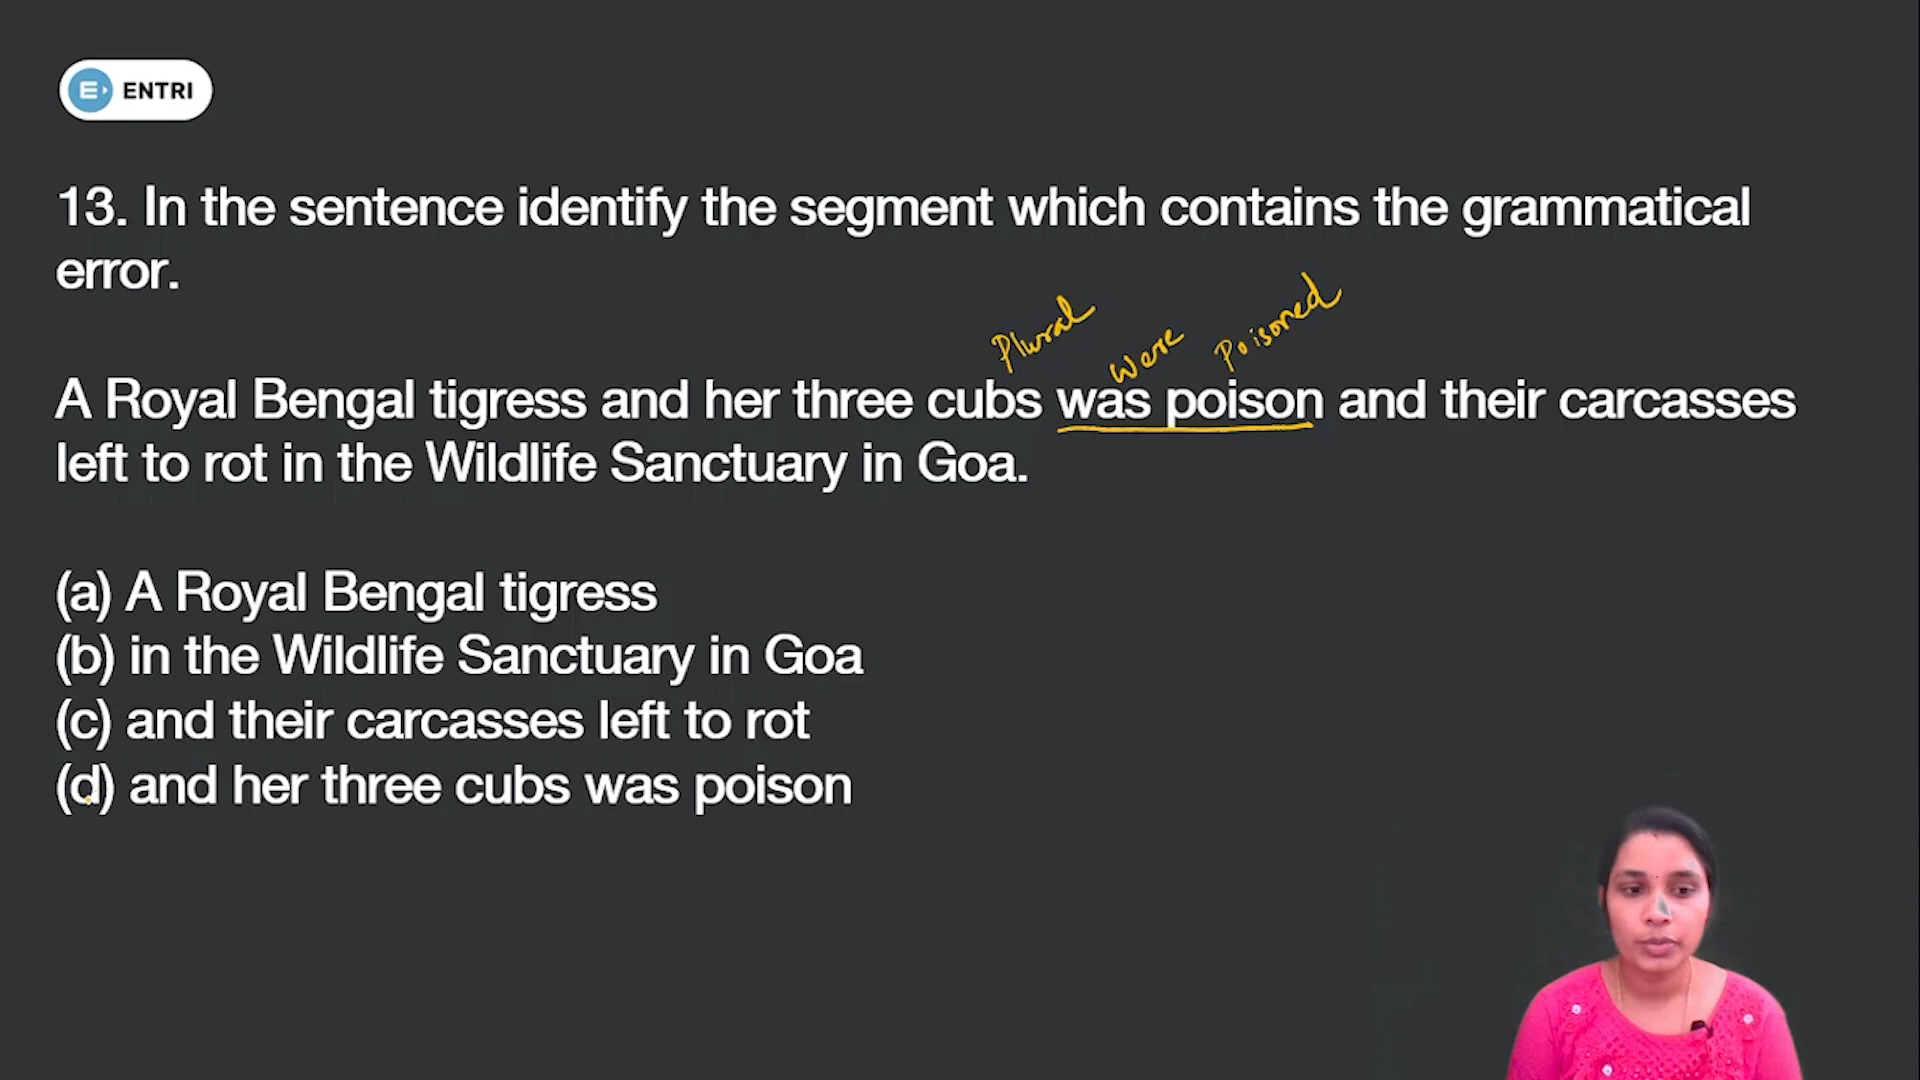 ENTRI
13. In the sentence identify the segment which contains the grammatical
error.
Plural were Poisoned
A Royal Bengal tigress and her three cubs was poison and their carcasses
left to rot in the Wildlife Sanctuary in Goa.
(a) A Royal Bengal tigress
(b) in the Wildlife Sanctuary in Goa
(c) and their carcasses left to rot
(d) and her three cubs was poison